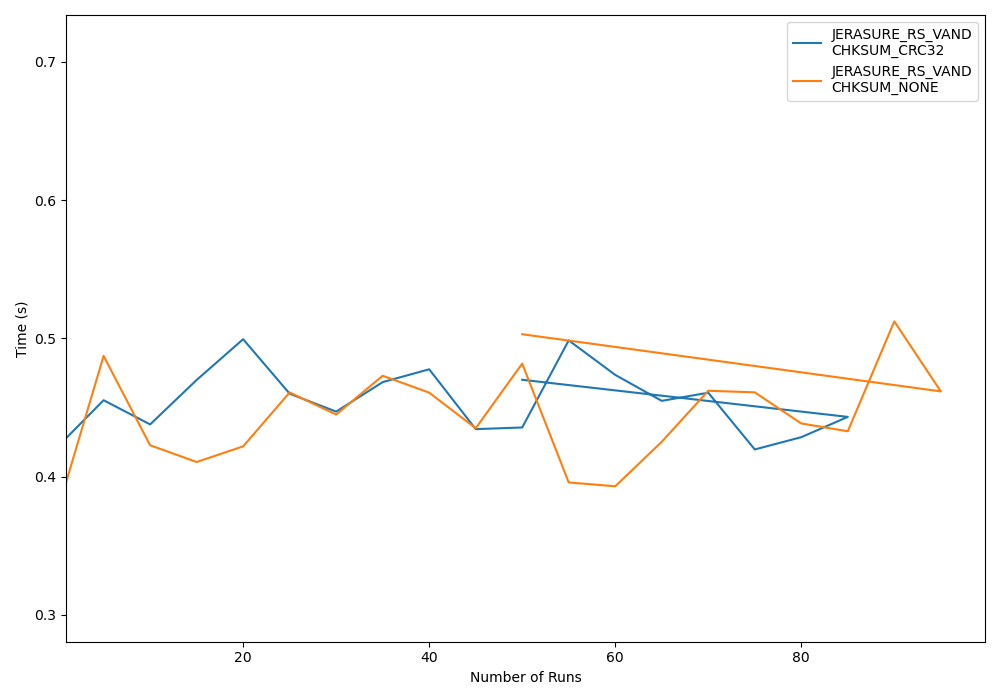 JERASURE_RS_VAND
CHKSUM_CRC32
JERASURE_RS_VAND
CHKSUM_NONE
0.7
0.6
0.5
0.4
0.3
Time (s)
20
40
60
80
Number of Runs